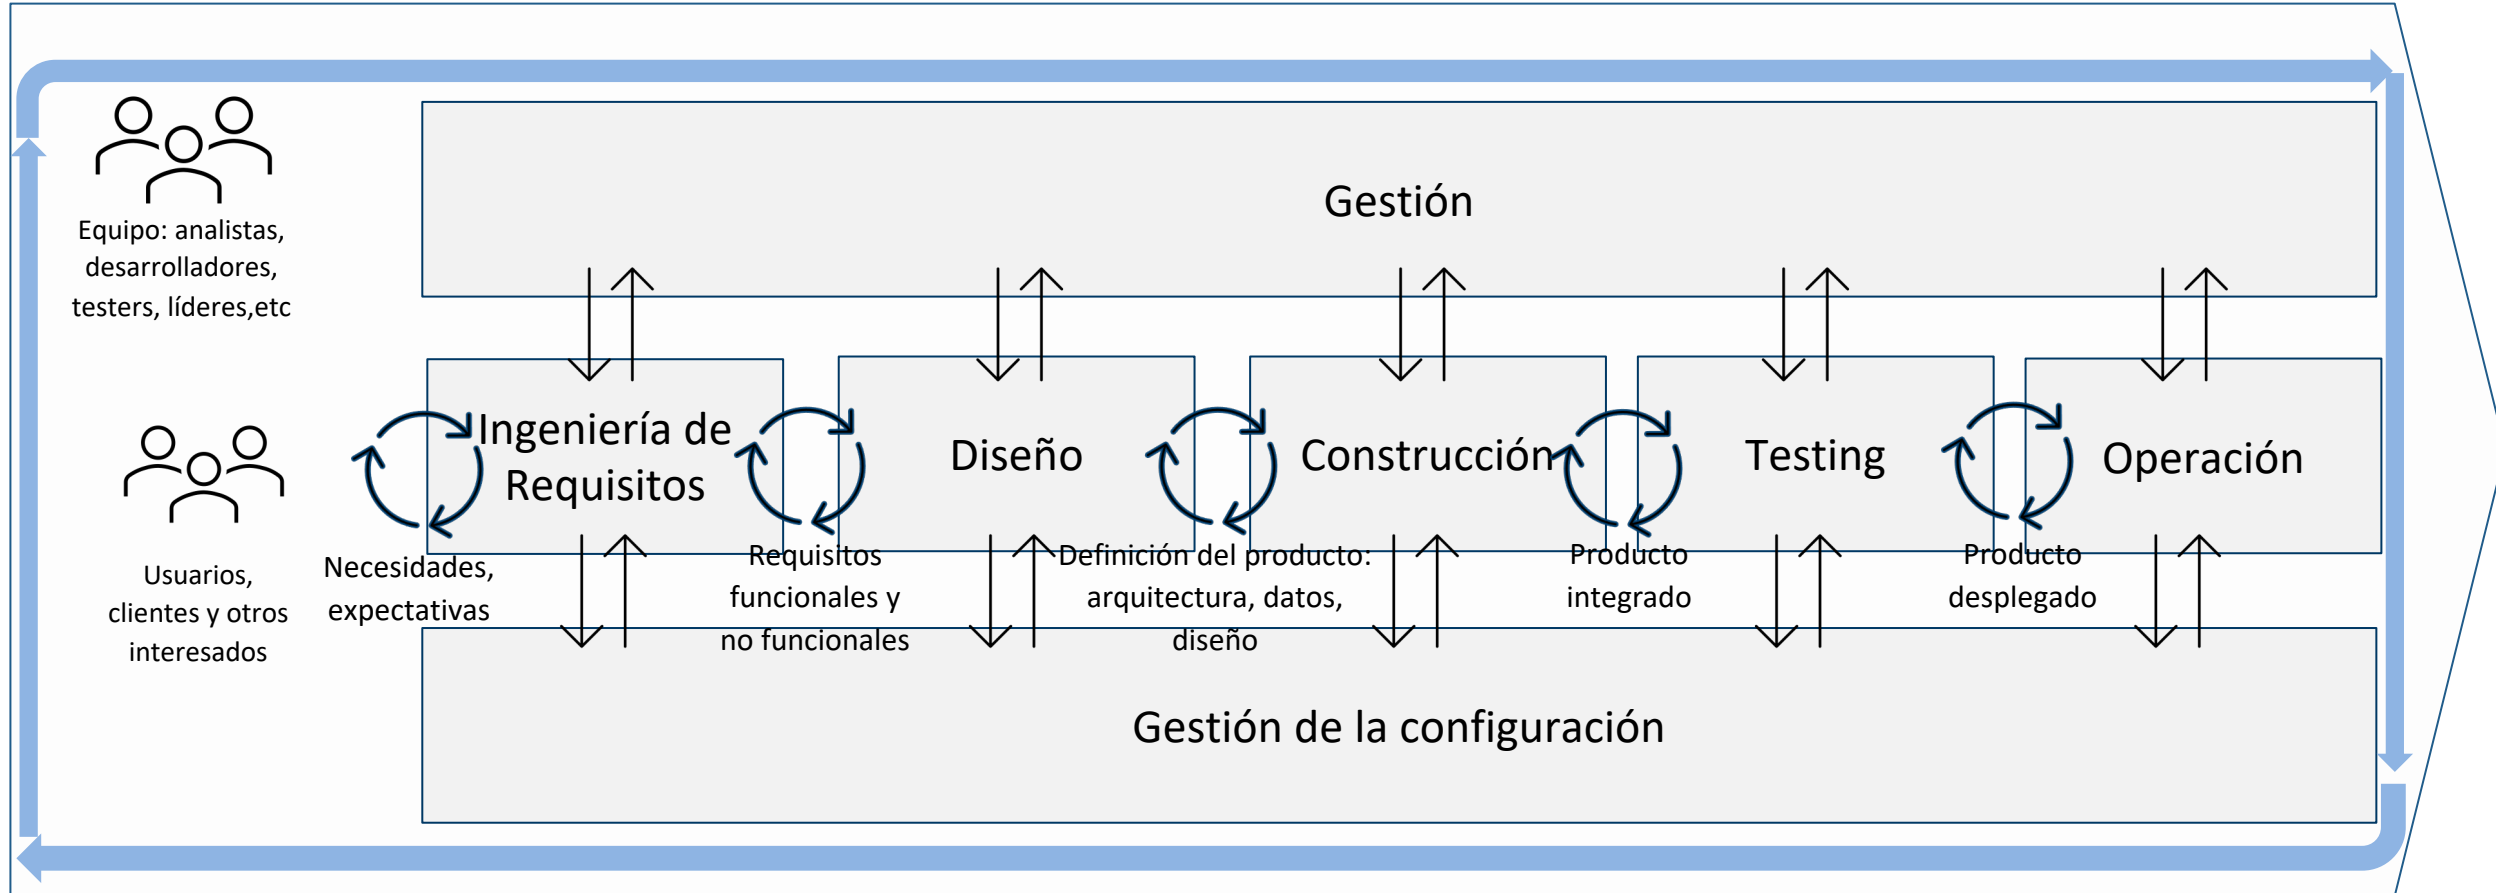 Gestión
Equipo: analistas,
desarrolladores,
testers, líderes,etc
Ingeniería de
Requisitos
Diseño
Construcción
Testing
Operación
Usuarios,
clientes y otros
interesados
Necesidades,
expectativas
Requisitos
funcionales y
no funcionales
Definición del producto:
arquitectura, datos,
diseño
Producto
integrado
Producto
desplegado
Gestión de la configuración